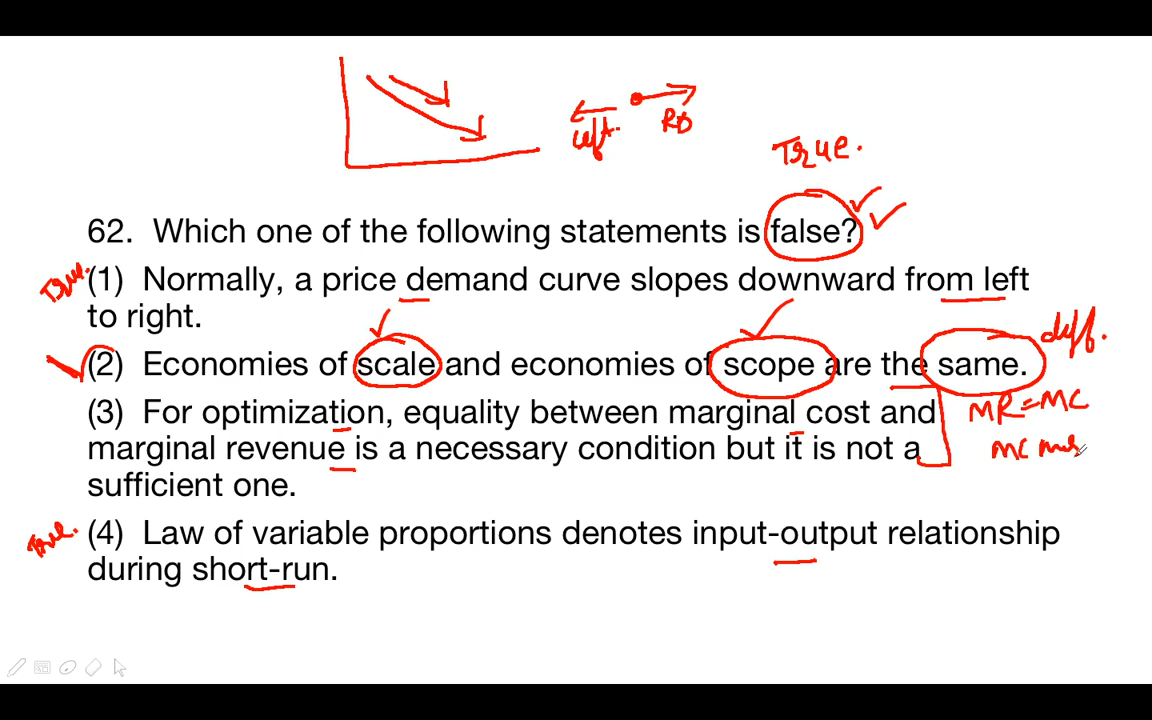 Left.
Rt
True.
62. Which one of the following statements is false?
True.
(1) Normally, a price demand curve slopes downward from left
to right.
diff.
(2) Economies of scale and economies of scope are the same.
(3) For optimization, equality between marginal cost and
MR=MC
marginal revenue is a necessary condition but it is not a
MC
sufficient one.
True.
(4) Law of variable proportions denotes input-output relationship
during short-run.